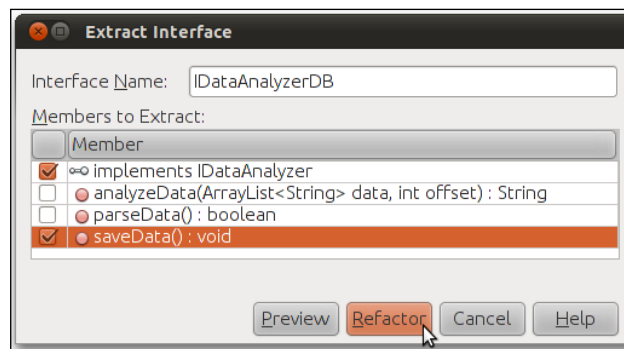 Extract Interface
Interface Name: IDataAnalyzerDB
Members to Extract:
Member
implements IDataAnalyzer
analyzeData(ArrayList<String> data, int offset) : String
parseData() : boolean
saveData() : void
Preview Refactor Cancel Help